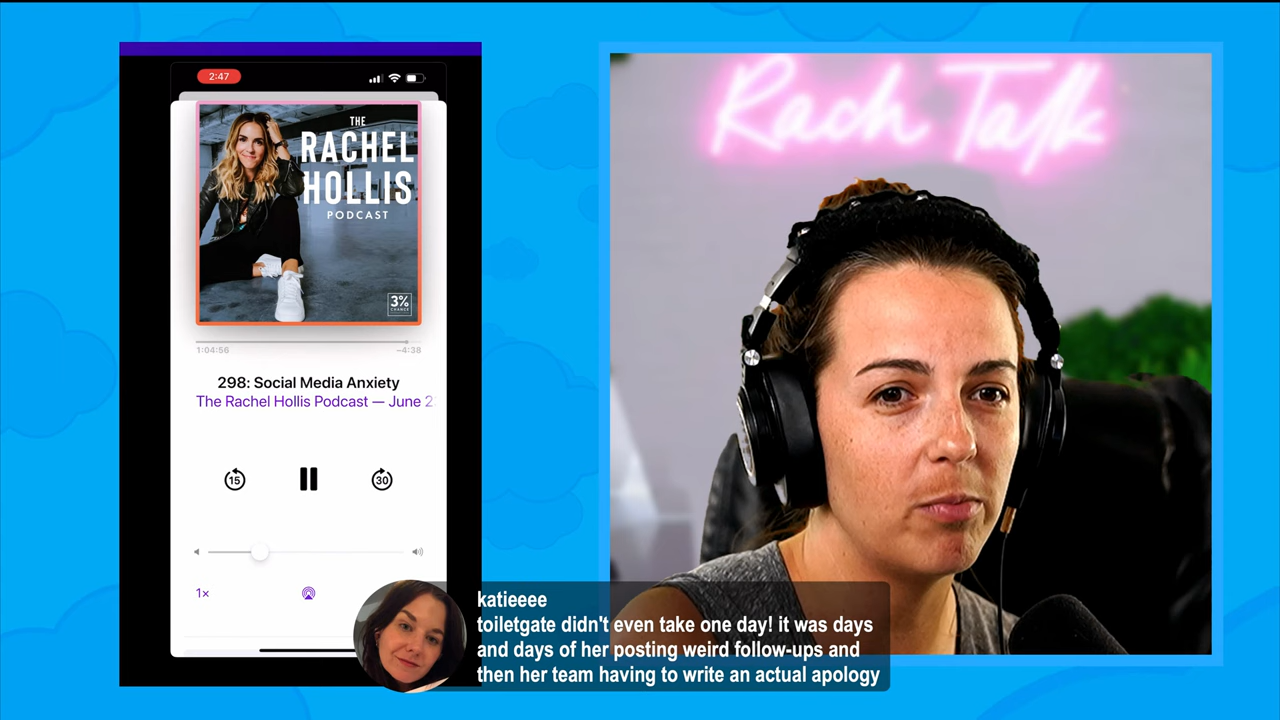 2:47
THE
RACHEL
HOLLIS
PODCAST
3%
CHANCE
1:04:56
–4:38
298: Social Media Anxiety
The Rachel Hollis Podcast — June 2
15
30
1×
Rach Talk
katieeee
toiletgate didn't even take one day! it was days
and days of her posting weird follow-ups and
then her team having to write an actual apology